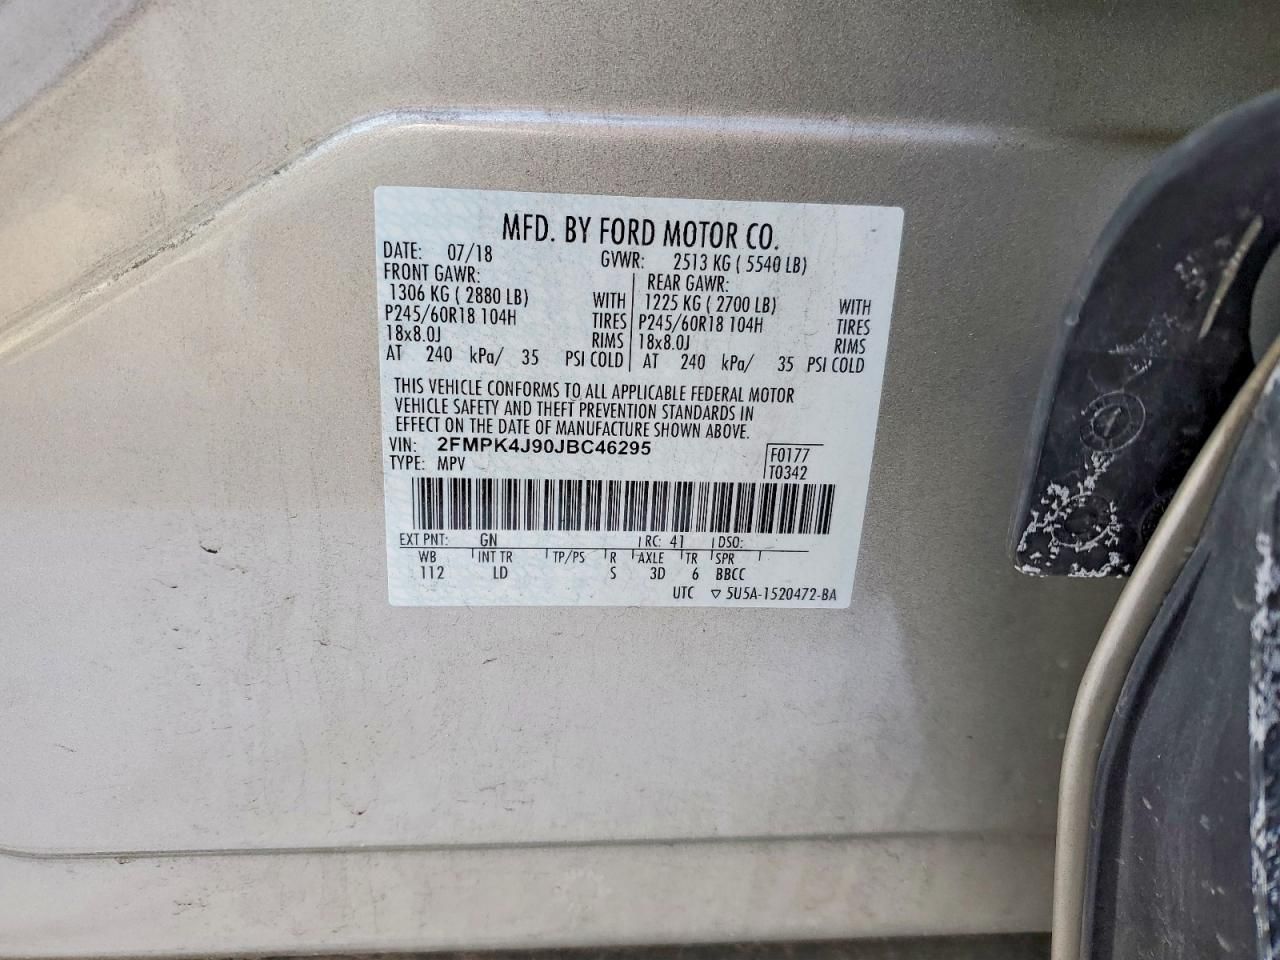 MFD. BY FORD MOTOR CO.
DATE: 07/18 GVWR: 2513 KG ( 5540 LB)
FRONT GAWR: REAR GAWR:
1306 KG ( 2880 LB) WITH 1225 KG ( 2700 LB) WITH
P245/60R18 104H TIRES P245/60R18 104H TIRES
18x8.0J RIMS 18x8.0J RIMS
AT 240 kPa/ 35 PSI COLD AT 240 kPa/ 35 PSI COLD
THIS VEHICLE CONFORMS TO ALL APPLICABLE FEDERAL MOTOR
VEHICLE SAFETY AND THEFT PREVENTION STANDARDS IN
EFFECT ON THE DATE OF MANUFACTURE SHOWN ABOVE.
VIN: 2FMPK4J90JBC46295 F0177
TYPE: MPV T0342
EXT PNT: GN RC: 41 DSO:
WB INT TR TP/PS R AXLE TR SPR
112 LD S 3D 6 BBCC
UTC ▽ 5U5A-1520472-BA